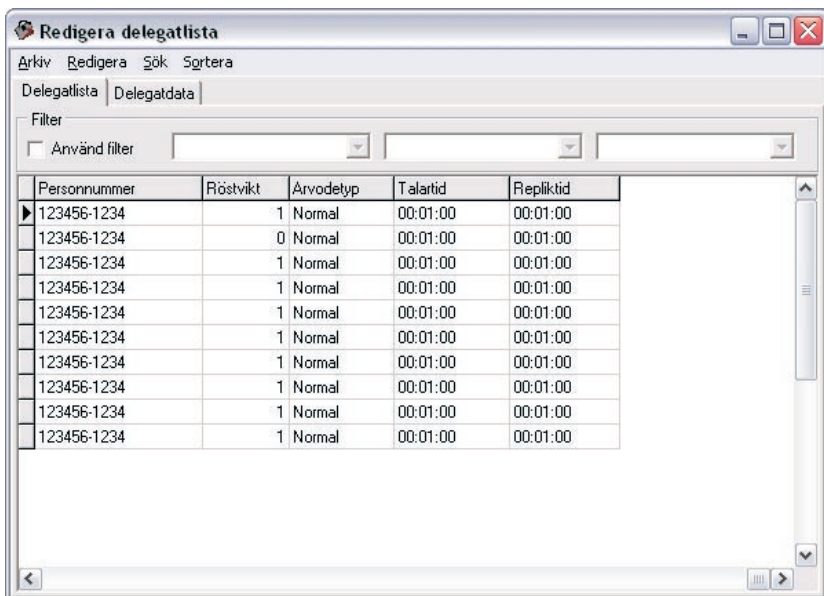 Redigera delegatlista
Arkiv Redigera Sök Sortera
Delegatlista Delegatdata
Filter
Använd filter
Personnummer Röstvikt Arvodetyp Talartid Repliktid
123456-1234 1 Normal 00:01:00 00:01:00
123456-1234 0 Normal 00:01:00 00:01:00
123456-1234 1 Normal 00:01:00 00:01:00
123456-1234 1 Normal 00:01:00 00:01:00
123456-1234 1 Normal 00:01:00 00:01:00
123456-1234 1 Normal 00:01:00 00:01:00
123456-1234 1 Normal 00:01:00 00:01:00
123456-1234 1 Normal 00:01:00 00:01:00
123456-1234 1 Normal 00:01:00 00:01:00
123456-1234 1 Normal 00:01:00 00:01:00